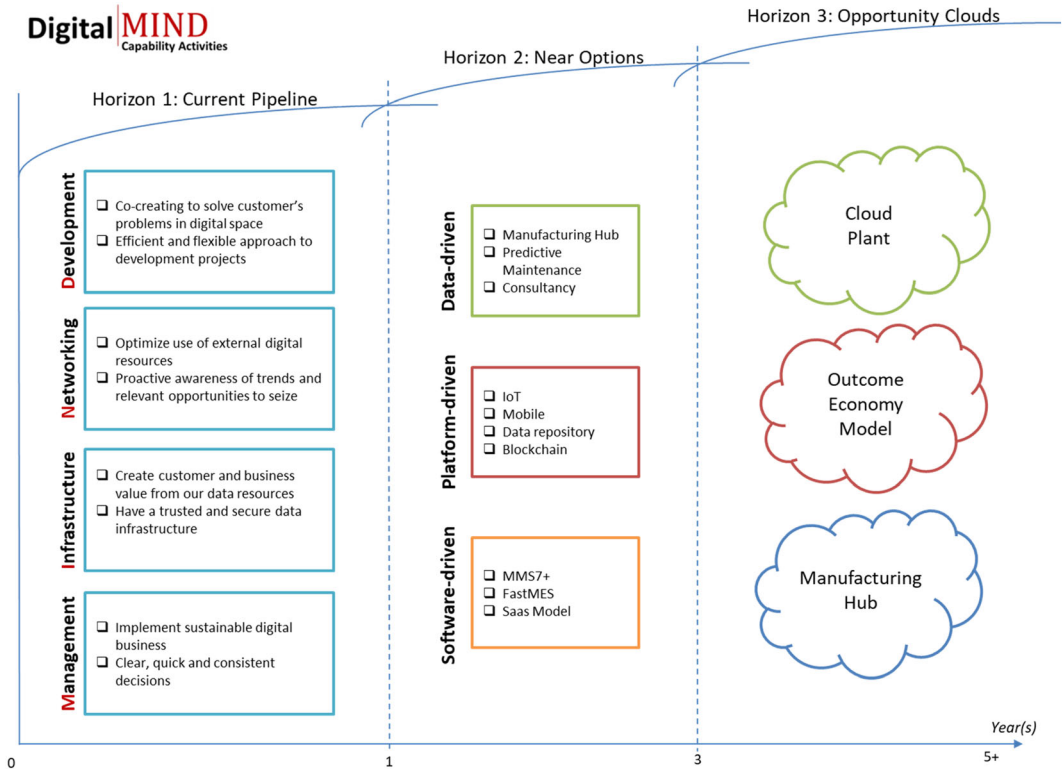 Digital MIND
Capability Activities
Horizon 1: Current Pipeline
Horizon 2: Near Options
Horizon 3: Opportunity Clouds
Development
❑ Co-creating to solve customer’s
problems in digital space
❑ Efficient and flexible approach to
development projects
Networking
❑ Optimize use of external digital
resources
❑ Proactive awareness of trends and
relevant opportunities to seize
Infrastructure
❑ Create customer and business
value from our data resources
❑ Have a trusted and secure data
infrastructure
Management
❑ Implement sustainable digital
business
❑ Clear, quick and consistent
decisions
Data-driven
❑ Manufacturing Hub
❑ Predictive
Maintenance
❑ Consultancy
Platform-driven
❑ IoT
❑ Mobile
❑ Data repository
❑ Blockchain
Software-driven
❑ MMS7+
❑ FastMES
❑ Saas Model
Cloud
Plant
Outcome
Economy
Model
Manufacturing
Hub
Year(s)
0
1
3
5+